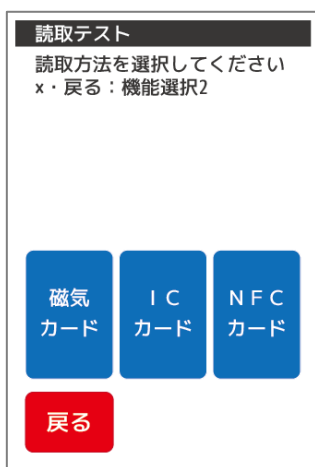 読取テスト
読取方法を選択してください
x・戻る：機能選択2
磁気
カード
ＩＣ
カード
ＮＦＣ
カード
戻る